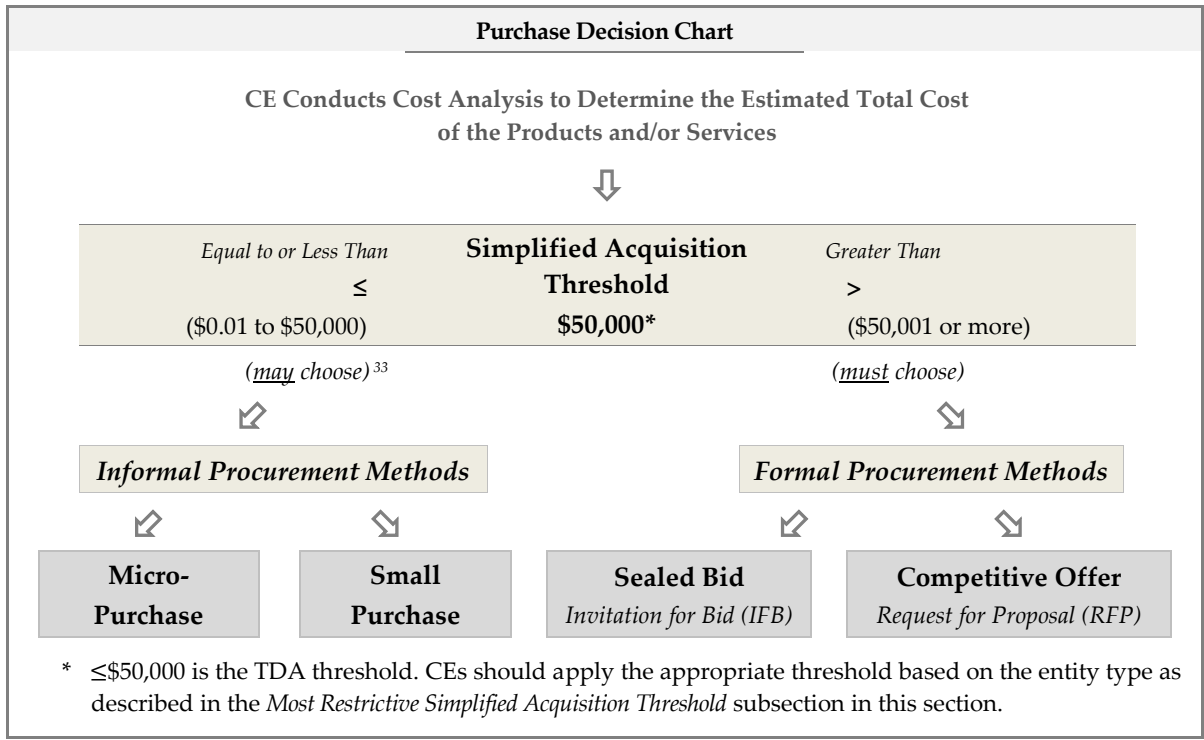 Purchase Decision Chart
CE Conducts Cost Analysis to Determine the Estimated Total Cost
of the Products and/or Services
Equal to or Less Than
≤
($0.01 to $50,000)
Simplified Acquisition
Threshold
$50,000*
Greater Than
>
($50,001 or more)
(may choose) 33
(must choose)
Informal Procurement Methods
Formal Procurement Methods
Micro-
Purchase
Small
Purchase
Sealed Bid
Invitation for Bid (IFB)
Competitive Offer
Request for Proposal (RFP)
* ≤$50,000 is the TDA threshold. CEs should apply the appropriate threshold based on the entity type as
described in the Most Restrictive Simplified Acquisition Threshold subsection in this section.